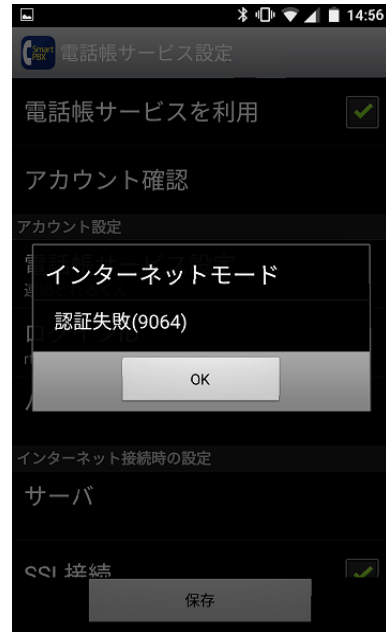 14:56
Smart
PBX
電話帳サービス設定
電話帳サービスを利用
アカウント確認
アカウント設定
インターネットモード
認証失敗(9064)
OK
インターネット接続時の設定
サーバ
SSL接続
保存